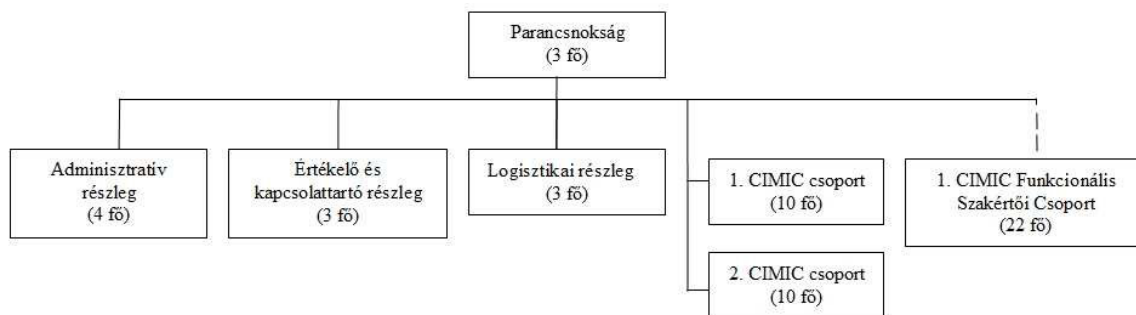 Parancsnokság
(3 fő)
Adminisztratív
részleg
(4 fő)
Értékelő és
kapcsolattartó részleg
(3 fő)
Logisztikai részleg
(3 fő)
1. CIMIC csoport
(10 fő)
2. CIMIC csoport
(10 fő)
1. CIMIC Funkcionális
Szakértői Csoport
(22 fő)